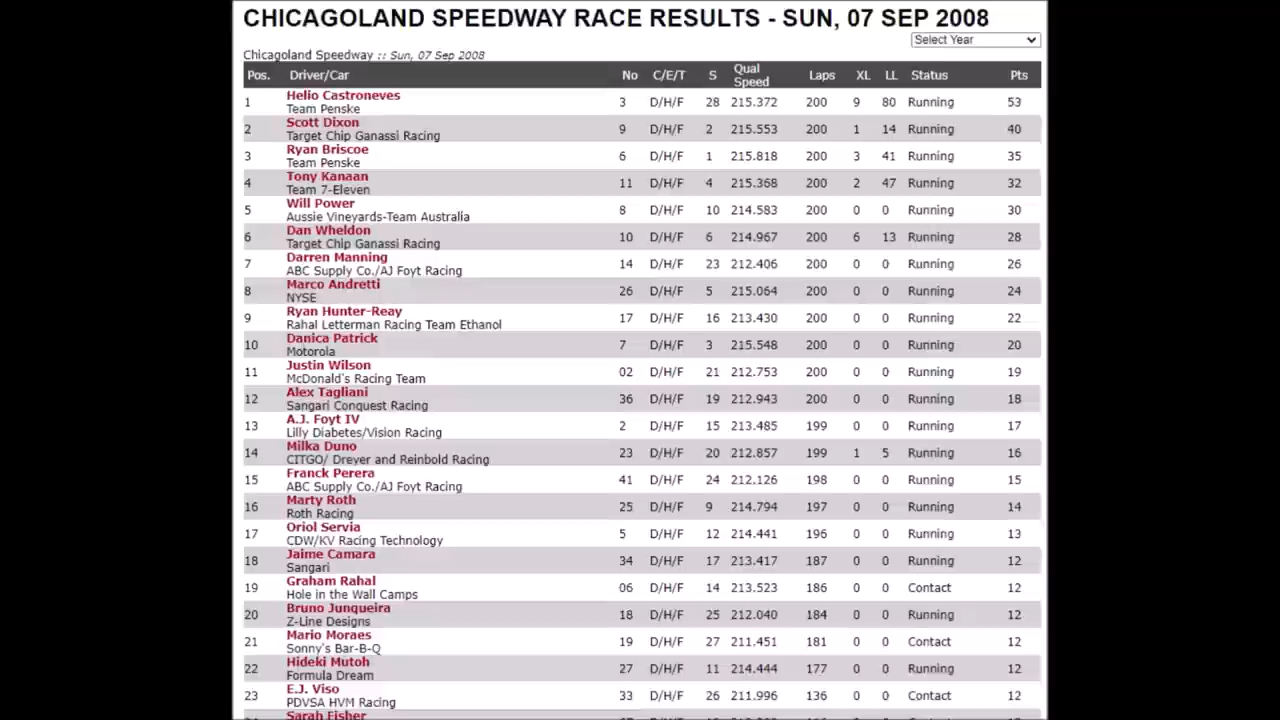 CHICAGOLAND SPEEDWAY RACE RESULTS - SUN, 07 SEP 2008
Select Year
Chicagoland Speedway :: Sun, 07 Sep 2008
Pos. Driver/Car No C/E/T S Qual Speed Laps XL LL Status Pts
1 Helio Castroneves 3 D/H/F 28 215.372 200 9 80 Running 53
Team Penske
2 Scott Dixon 9 D/H/F 2 215.553 200 1 14 Running 40
Target Chip Ganassi Racing
3 Ryan Briscoe 6 D/H/F 1 215.818 200 3 41 Running 35
Team Penske
4 Tony Kanaan 11 D/H/F 4 215.368 200 2 47 Running 32
Team 7-Eleven
5 Will Power 8 D/H/F 10 214.583 200 0 0 Running 30
Aussie Vineyards-Team Australia
6 Dan Wheldon 10 D/H/F 6 214.967 200 6 13 Running 28
Target Chip Ganassi Racing
7 Darren Manning 14 D/H/F 23 212.406 200 0 0 Running 26
ABC Supply Co./AJ Foyt Racing
8 Marco Andretti 26 D/H/F 5 215.064 200 0 0 Running 24
NYSE
9 Ryan Hunter-Reay 17 D/H/F 16 213.430 200 0 0 Running 22
Rahal Letterman Racing Team Ethanol
10 Danica Patrick 7 D/H/F 3 215.548 200 0 0 Running 20
Motorola
11 Justin Wilson 02 D/H/F 21 212.753 200 0 0 Running 19
McDonald's Racing Team
12 Alex Tagliani 36 D/H/F 19 212.943 200 0 0 Running 18
Sangari Conquest Racing
13 A.J. Foyt IV 2 D/H/F 15 213.485 199 0 0 Running 17
Lilly Diabetes/Vision Racing
14 Milka Duno 23 D/H/F 20 212.857 199 1 5 Running 16
CITGO/ Dreyer and Reinbold Racing
15 Franck Perera 41 D/H/F 24 212.126 198 0 0 Running 15
ABC Supply Co./AJ Foyt Racing
16 Marty Roth 25 D/H/F 9 214.794 197 0 0 Running 14
Roth Racing
17 Oriol Servia 5 D/H/F 12 214.441 196 0 0 Running 13
CDW/KV Racing Technology
18 Jaime Camara 34 D/H/F 17 213.417 187 0 0 Running 12
Sangari
19 Graham Rahal 06 D/H/F 14 213.523 186 0 0 Contact 12
Hole in the Wall Camps
20 Bruno Junqueira 18 D/H/F 25 212.040 184 0 0 Running 12
Z-Line Designs
21 Mario Moraes 19 D/H/F 27 211.451 181 0 0 Contact 12
Sonny's Bar-B-Q
22 Hideki Mutoh 27 D/H/F 11 214.444 177 0 0 Running 12
Formula Dream
23 E.J. Viso 33 D/H/F 26 211.996 136 0 0 Contact 12
PDVSA HVM Racing
Sarah Fisher